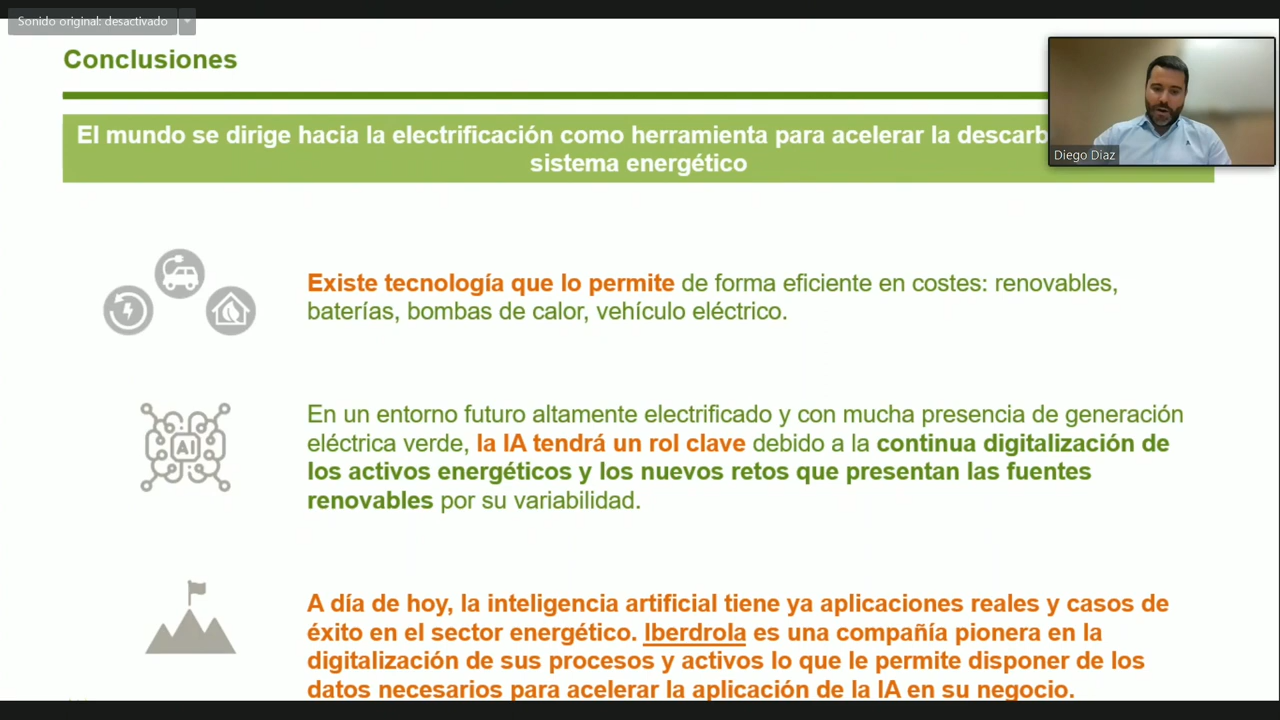 Sonido original: desactivado
Conclusiones
El mundo se dirige hacia la electrificación como herramienta para acelerar la
sistema energético
Diego Diaz
Existe tecnología que lo permite de forma eficiente en costes: renovables,
baterías, bombas de calor, vehículo eléctrico.
AI
En un entorno futuro altamente electrificado y con mucha presencia de generación
eléctrica verde, la IA tendrá un rol clave debido a la continua digitalización de
los activos energéticos y los nuevos retos que presentan las fuentes
renovables por su variabilidad.
A día de hoy, la inteligencia artificial tiene ya aplicaciones reales y casos de
éxito en el sector energético. Iberdrola es una compañía pionera en la
digitalización de sus procesos y activos lo que le permite disponer de los
datos necesarios para acelerar la aplicación de la IA en su negocio.